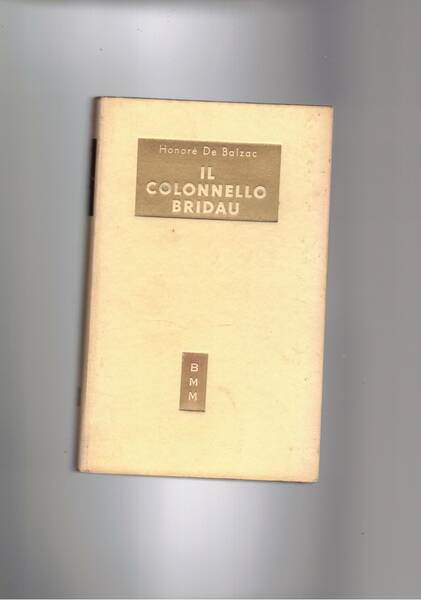 Honoré De Balzac
IL
COLONNELLO
BRIDAU
B
M
M